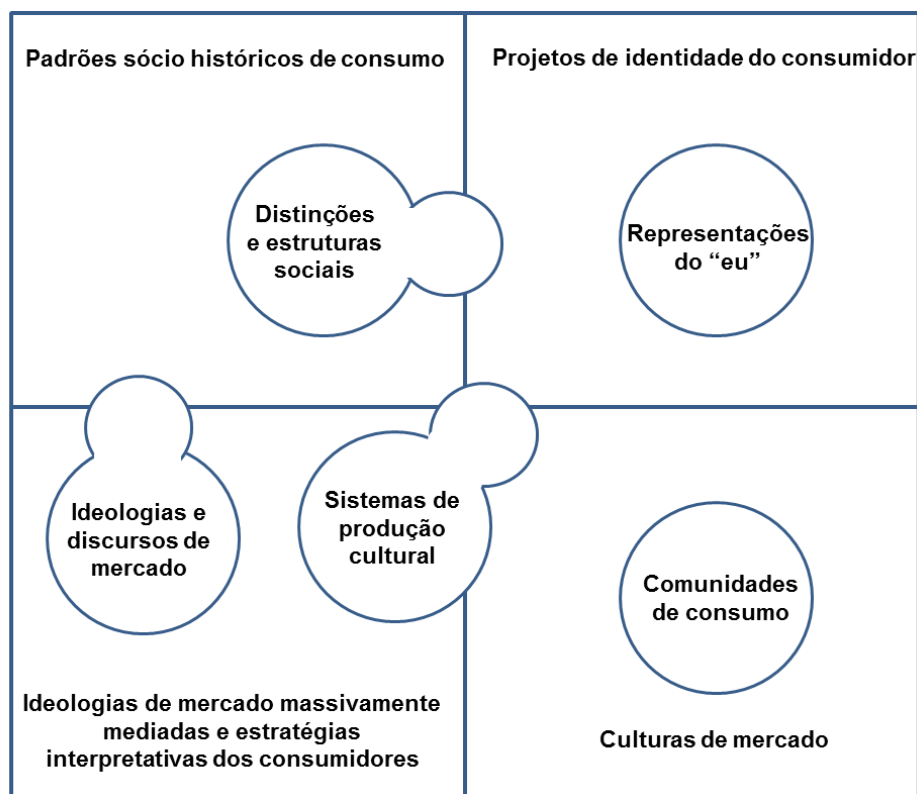 Padrões sócio históricos de consumo
Projetos de identidade do consumidor
Distinções
e estruturas
sociais
Representações
do “eu”
Ideologias e
discursos de
mercado
Sistemas de
produção
cultural
Comunidades
de consumo
Ideologias de mercado massivamente
mediadas e estratégias
interpretativas dos consumidores
Culturas de mercado